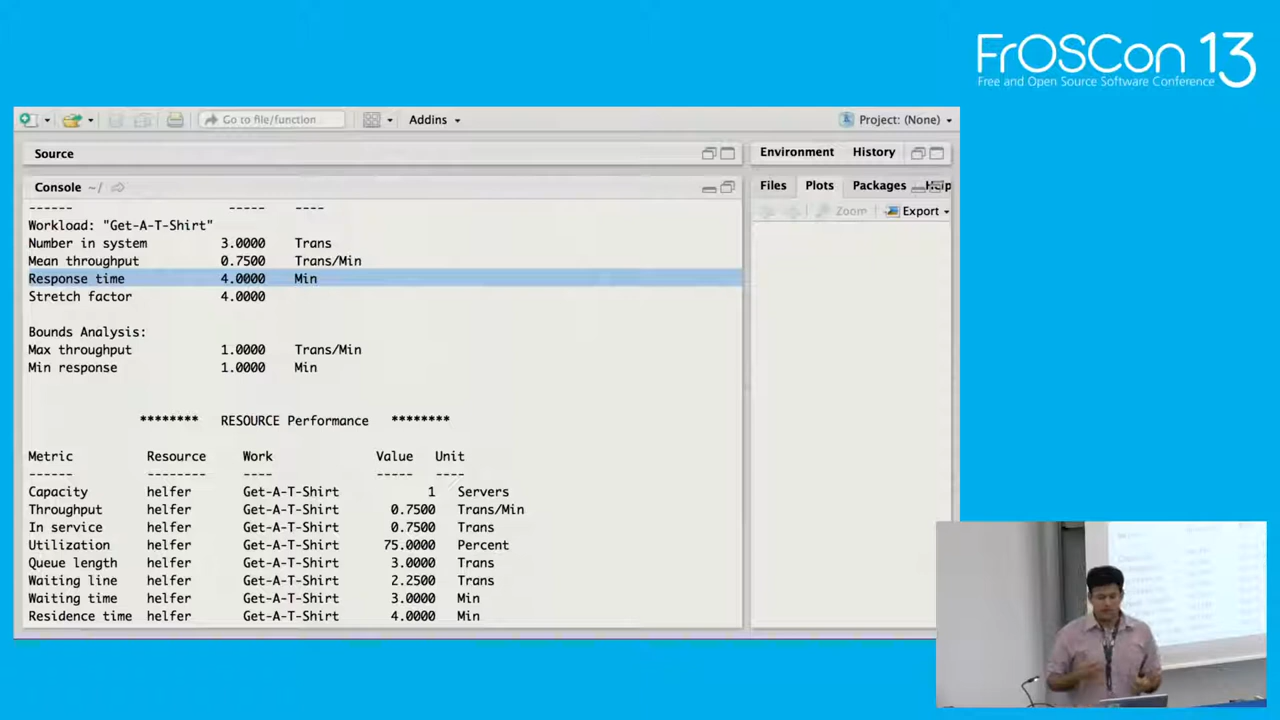 FrOSCon 13
Free and Open Source Software Conference
Go to file/function
Addins
Project: (None)
Source
Environment History
Console ~/
Files Plots Packages Help
Zoom Export
------ ----- ----
Workload: "Get-A-T-Shirt"
Number in system 3.0000 Trans
Mean throughput 0.7500 Trans/Min
Response time 4.0000 Min
Stretch factor 4.0000
Bounds Analysis:
Max throughput 1.0000 Trans/Min
Min response 1.0000 Min
******** RESOURCE Performance ********
Metric Resource Work Value Unit
------ -------- ---- ----- ----
Capacity helfer Get-A-T-Shirt 1 Servers
Throughput helfer Get-A-T-Shirt 0.7500 Trans/Min
In service helfer Get-A-T-Shirt 0.7500 Trans
Utilization helfer Get-A-T-Shirt 75.0000 Percent
Queue length helfer Get-A-T-Shirt 3.0000 Trans
Waiting line helfer Get-A-T-Shirt 2.2500 Trans
Waiting time helfer Get-A-T-Shirt 3.0000 Min
Residence time helfer Get-A-T-Shirt 4.0000 Min